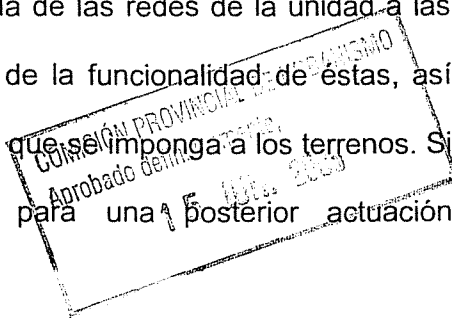 la de las redes de la unidad a las
de la funcionalidad de éstas, así
que se imponga a los terrenos. Si
para una posterior actuación
COMISIÓN PROVINCIAL DE URBANISMO
Aprobado definitivamente,
15